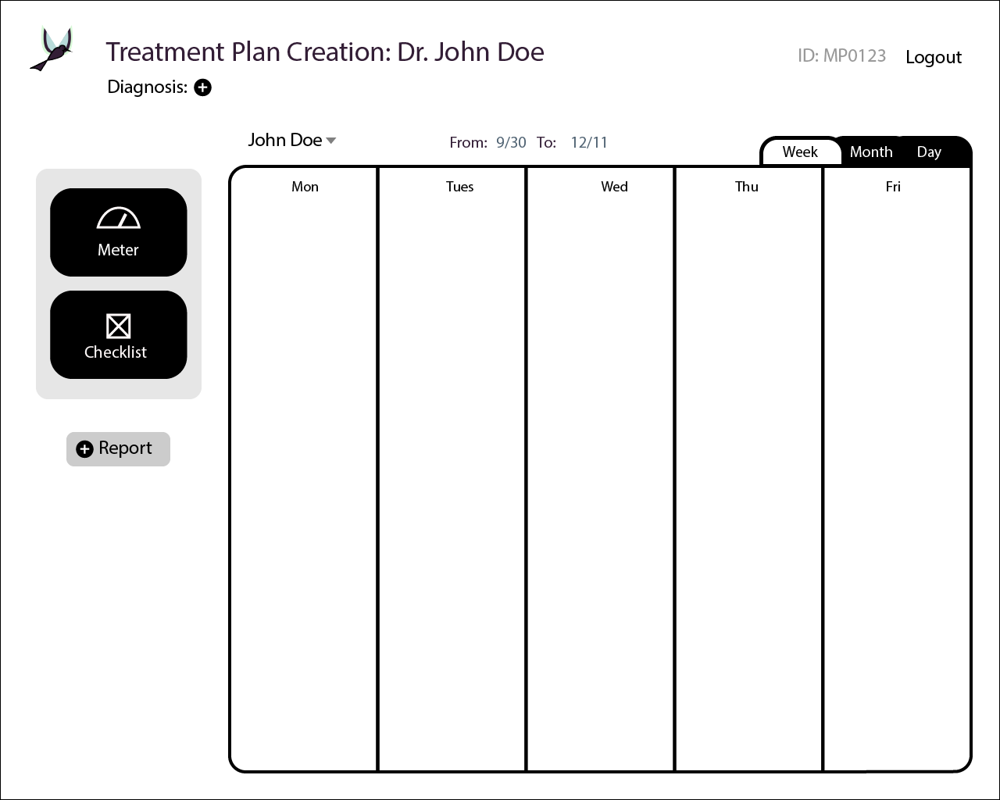 Treatment Plan Creation: Dr. John Doe
ID: MP0123
Logout
Diagnosis:
John Doe
From: 9/30 To: 12/11
Week
Month
Day
Mon
Tues
Wed
Thu
Fri
Meter
Checklist
Report